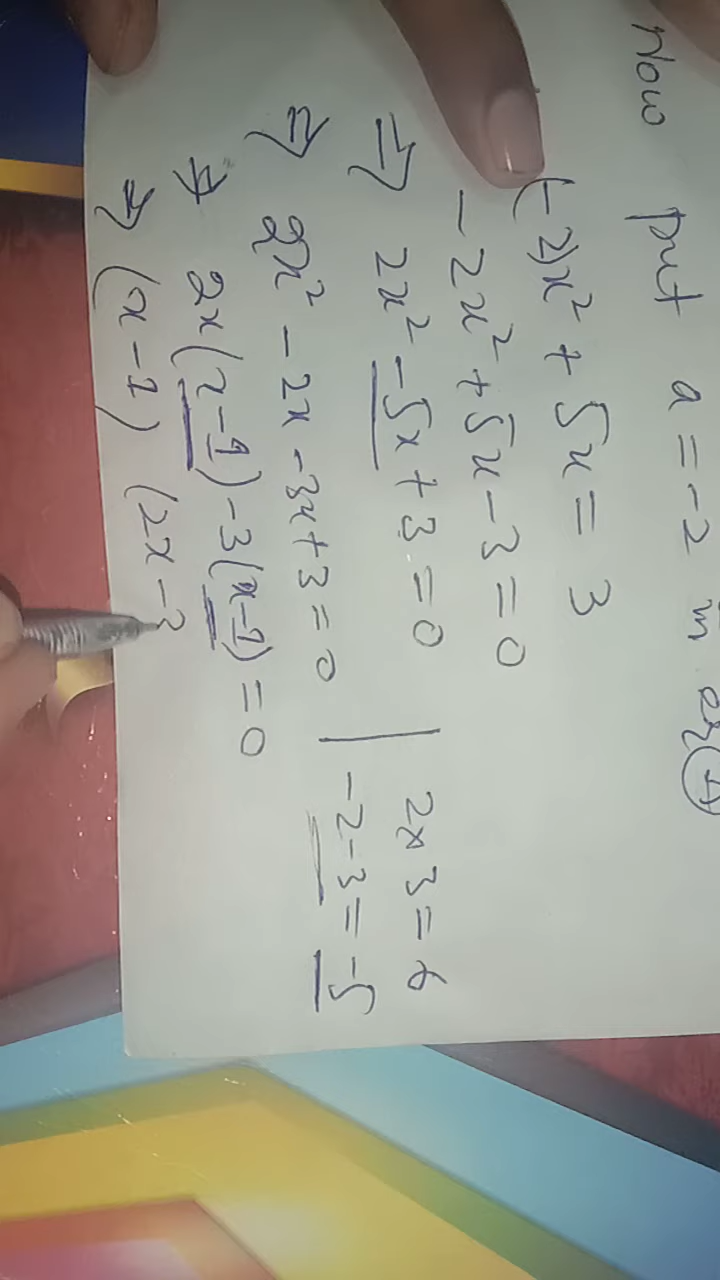 Now put a = -2 in eq (1)
(-2)x² + 5x = 3
-2x² + 5x - 3 = 0
⇒ 2x² - 5x + 3 = 0 | 2×3 = 6
⇒ 2x² - 2x - 3x + 3 = 0 | -2-3 = -5
⇒ 2x(x-1) - 3(x-1) = 0
⇒ (x-1) (2x-3